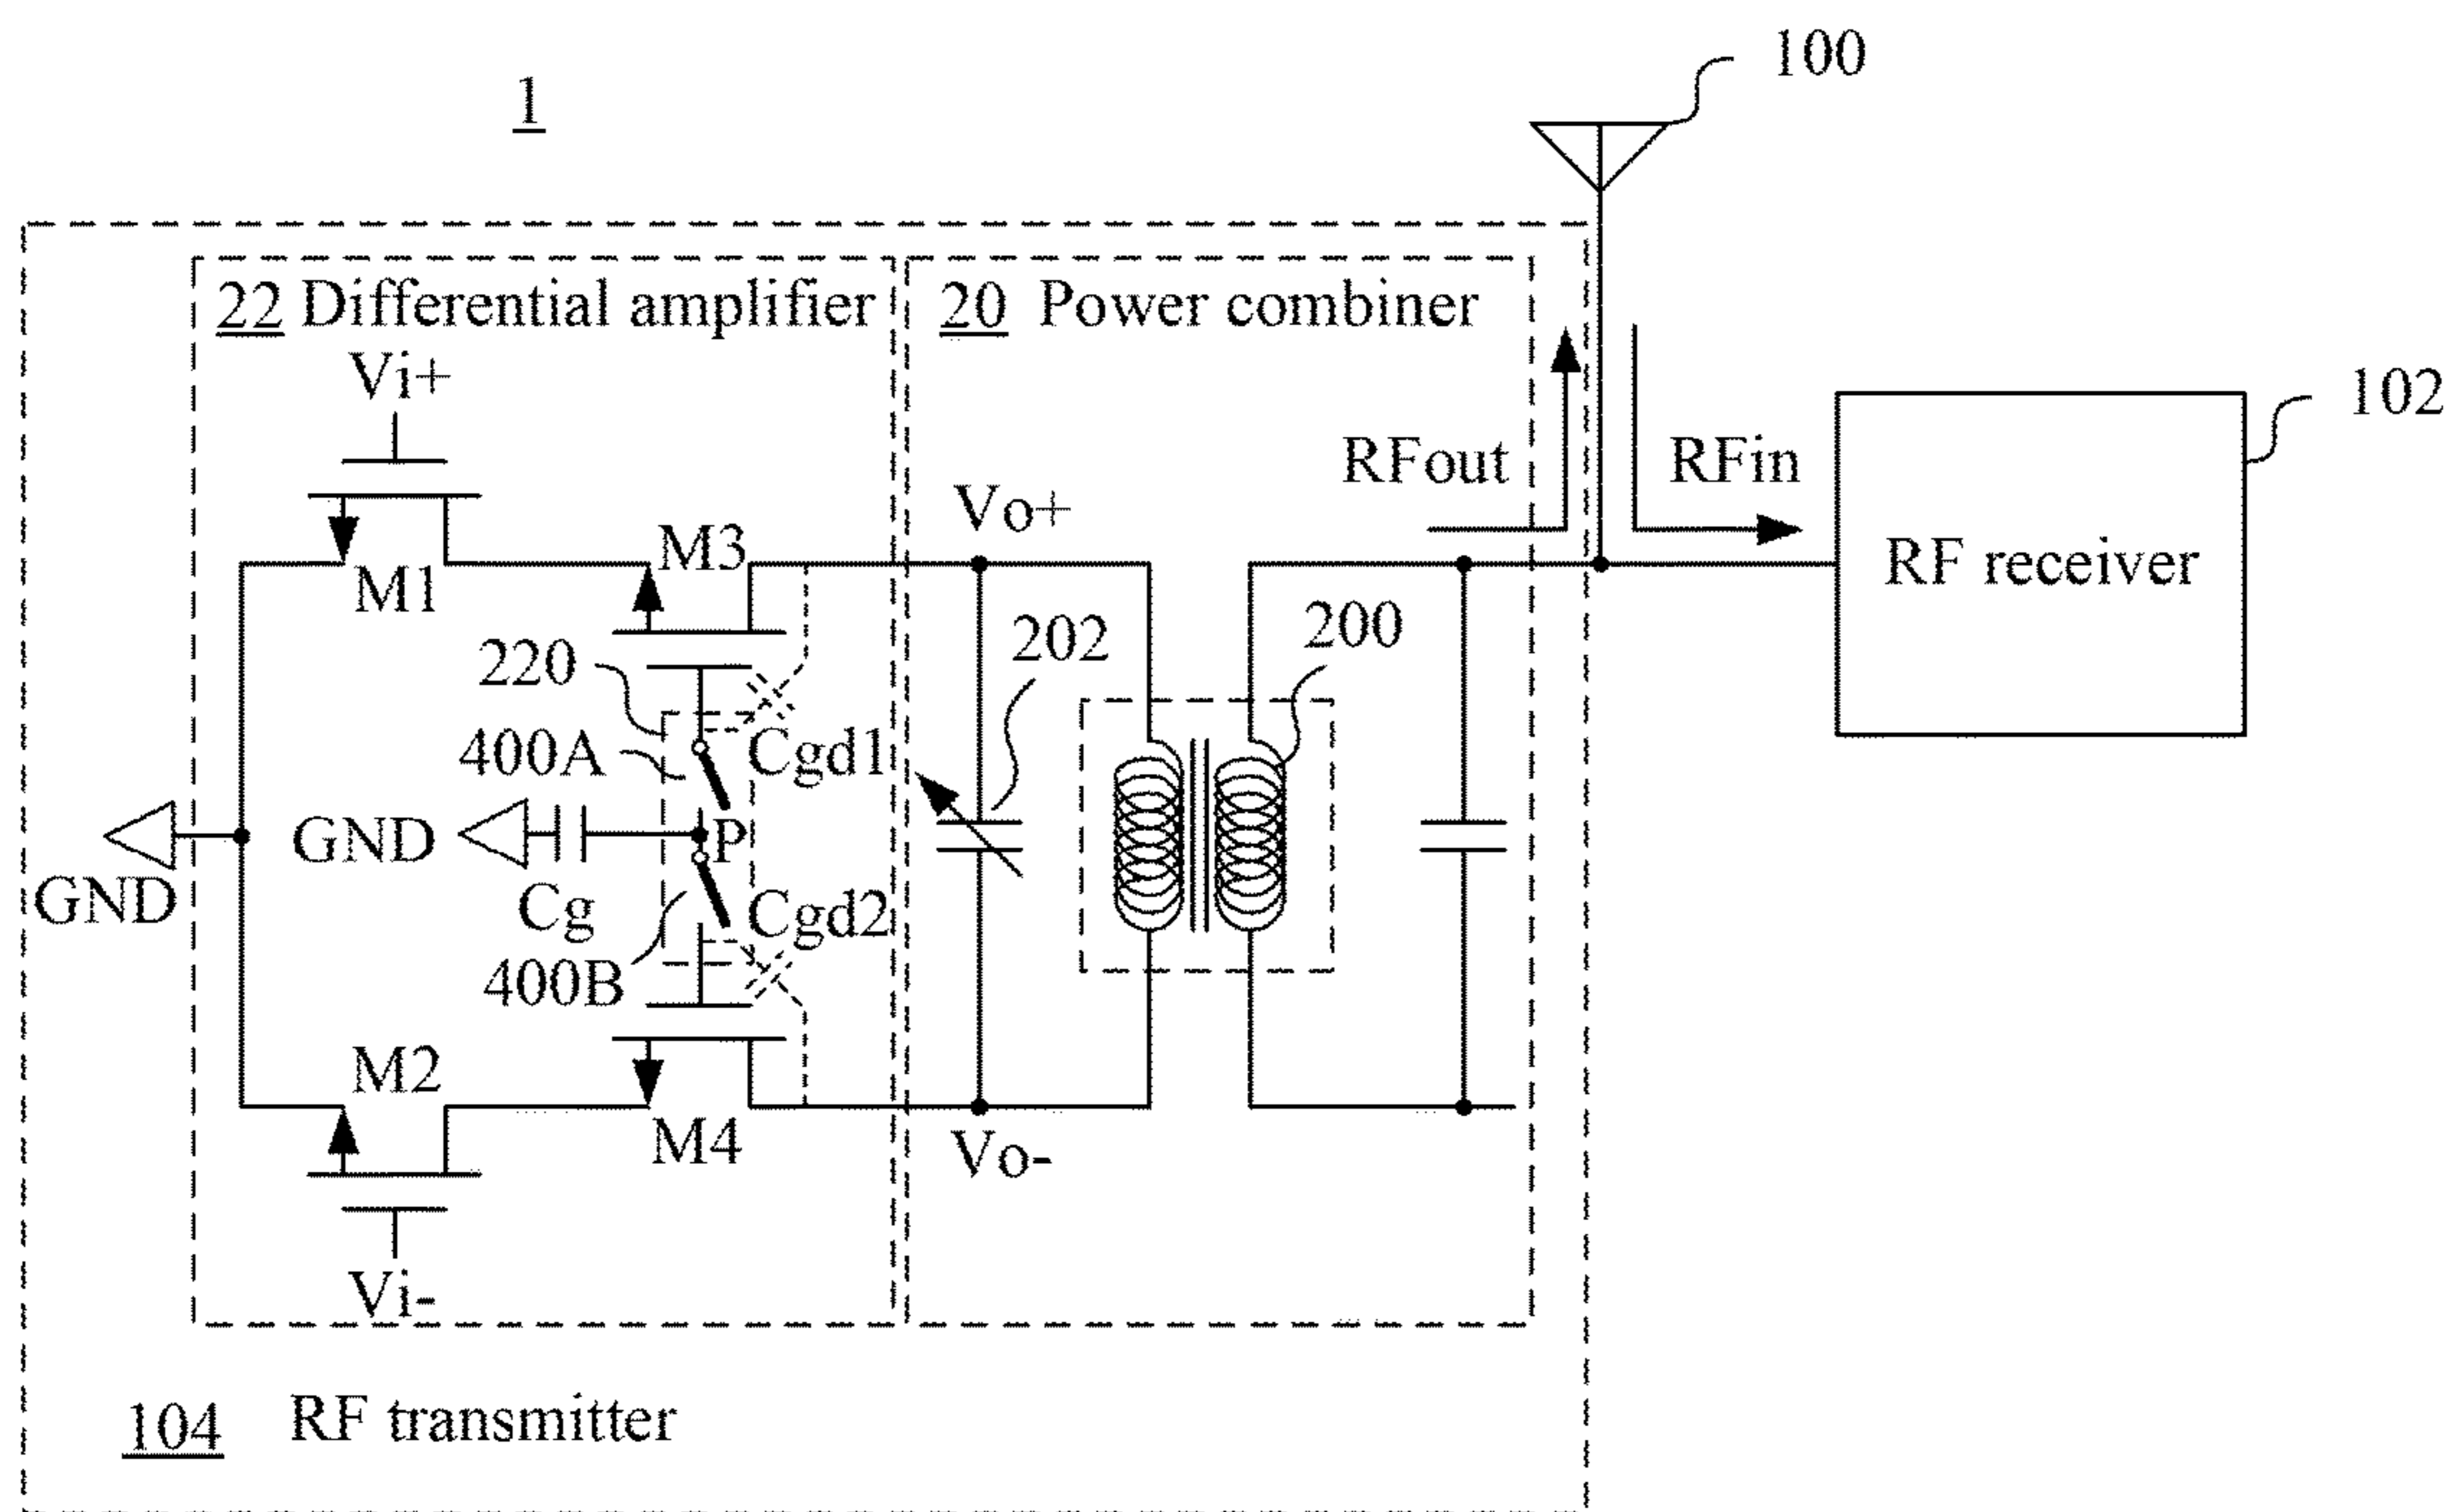 100
1
22 Differential amplifier
20 Power combiner
Vi+
102
RFout
RFin
Vo+
M3
RF receiver
M1
202
200
220
400A
Cgd1
GND
P
GND
Cg
Cgd2
400B
M2
M4
Vo-
Vi-
104 RF transmitter